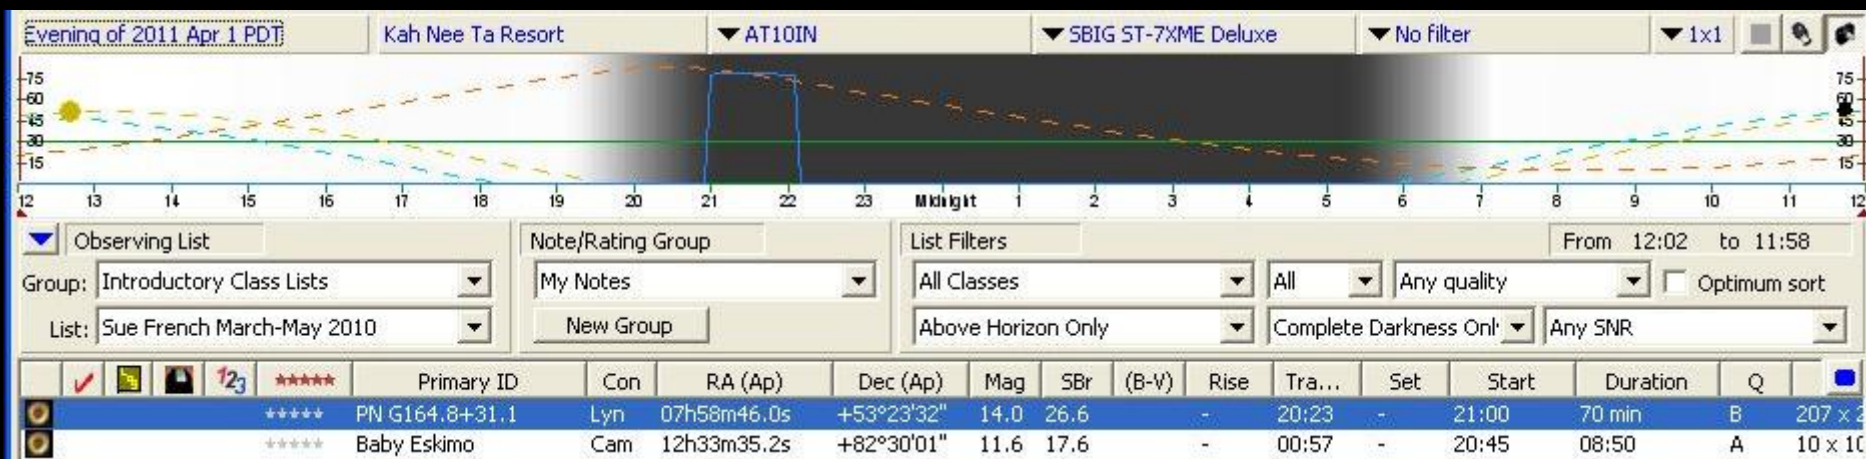 Evening of 2011 Apr 1 PDT Kah Nee Ta Resort AT10IN SBIG ST-7XME Deluxe No filter 1x1
75 75
60 60
45 45
30 30
15 15
12 13 14 15 16 17 18 19 20 21 22 23 Midnight 1 2 3 4 5 6 7 8 9 10 11 12
Observing List Note/Rating Group List Filters From 12:02 to 11:58
Group: Introductory Class Lists My Notes All Classes All Any quality Optimum sort
List: Sue French March-May 2010 New Group Above Horizon Only Complete Darkness Onl Any SNR
123 ***** Primary ID Con RA (Ap) Dec (Ap) Mag SBr (B-V) Rise Tra... Set Start Duration Q
***** PN G164.8+31.1 Lyn 07h58m46.0s +53°23'32" 14.0 26.6 - 20:23 - 21:00 70 min B 207 x 2
***** Baby Eskimo Cam 12h33m35.2s +82°30'01" 11.6 17.6 - 00:57 - 20:45 08:50 A 10 x 10